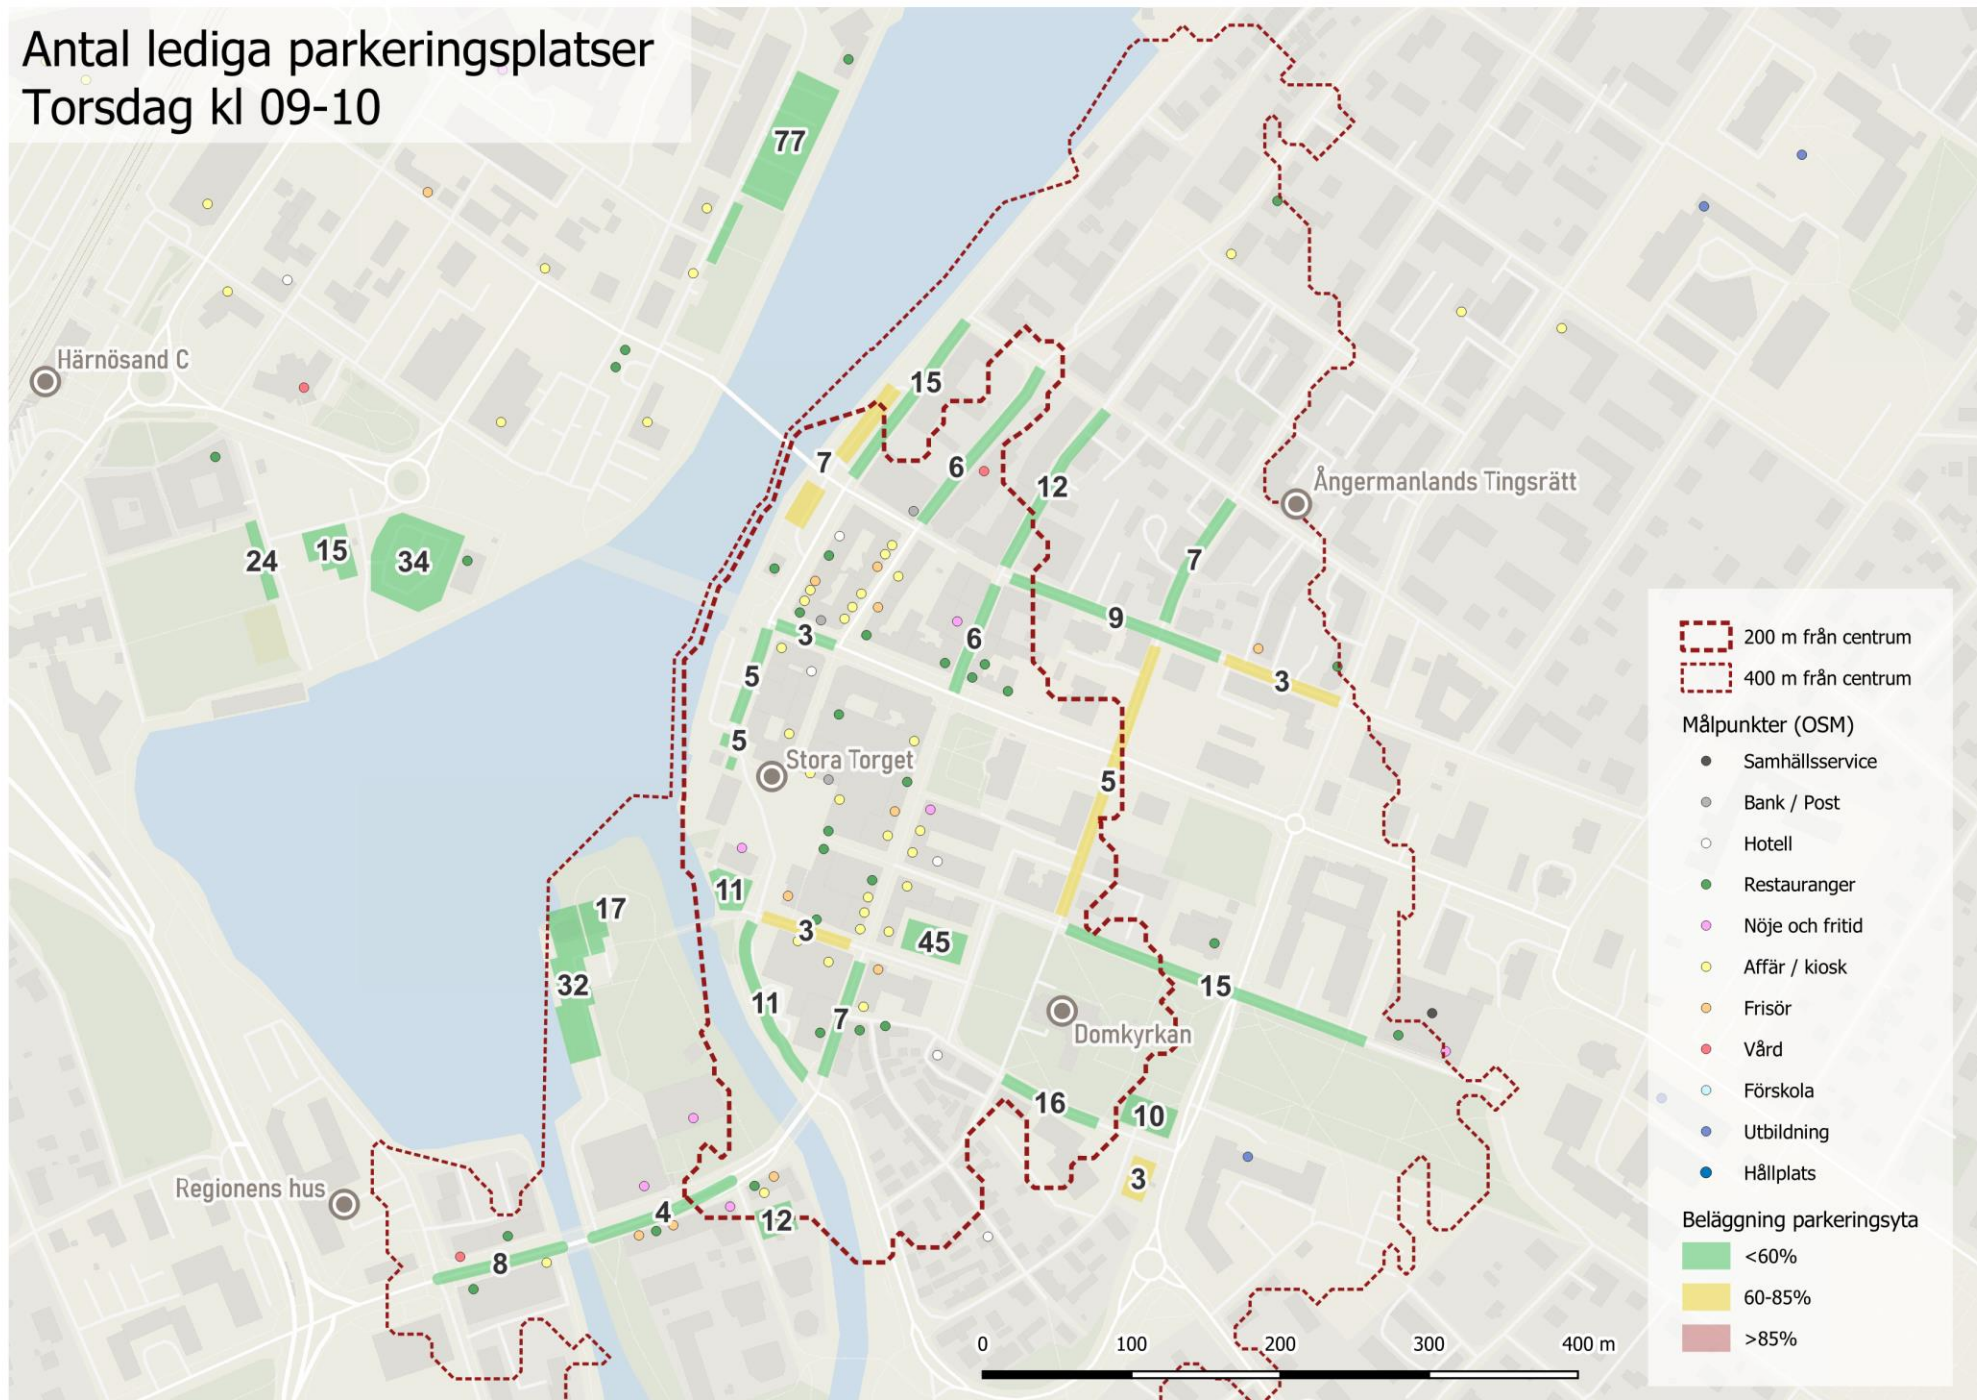 Antal lediga parkeringsplatser
Torsdag kl 09-10
77
Härnösand C
15
7
6
12
Ångermanlands Tingsrätt
24
15
34
7
9
3
6
3
5
5
Stora Torget
5
11
17
3
45
32
11
7
15
Domkyrkan
16
10
3
Regionens hus
4
12
8
200 m från centrum
400 m från centrum
Målpunkter (OSM)
Samhällsservice
Bank / Post
Hotell
Restauranger
Nöje och fritid
Affär / kiosk
Frisör
Vård
Förskola
Utbildning
Hållplats
Beläggning parkeringsyta
<60%
60-85%
>85%
0 100 200 300 400 m